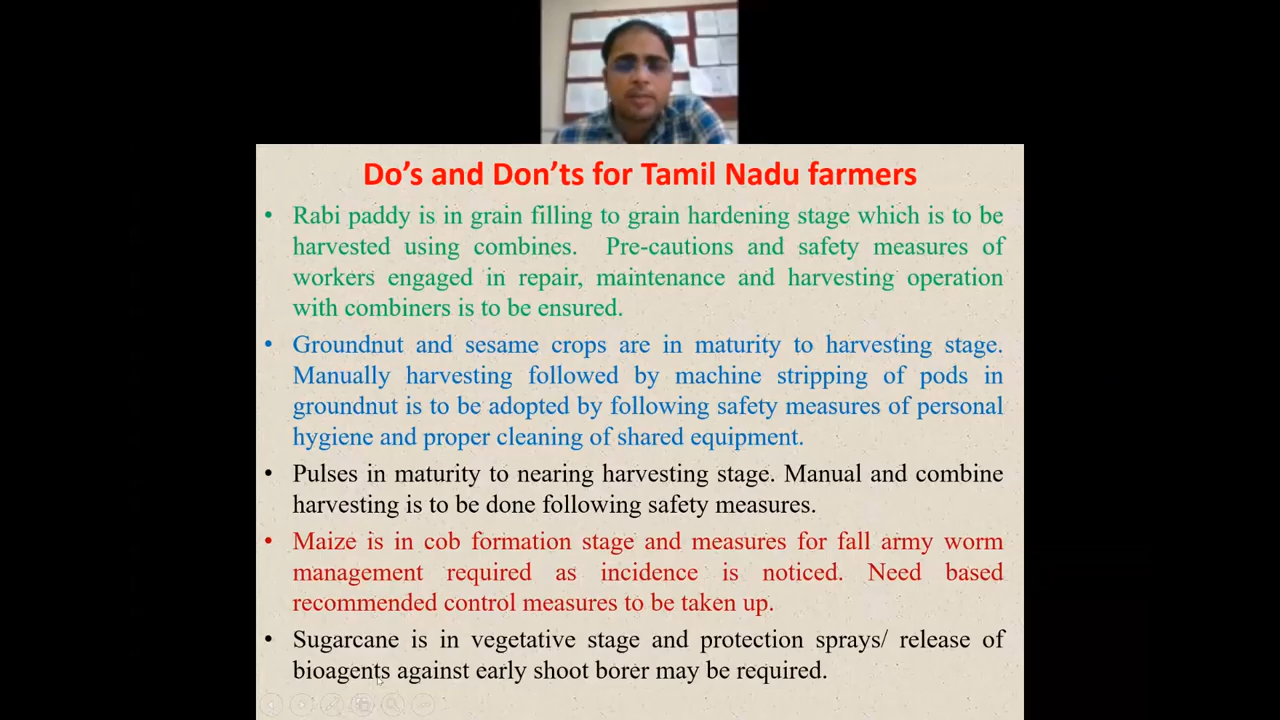 Do's and Don'ts for Tamil Nadu farmers
• Rabi paddy is in grain filling to grain hardening stage which is to be
harvested using combines. Pre-cautions and safety measures of
workers engaged in repair, maintenance and harvesting operation
with combiners is to be ensured.
• Groundnut and sesame crops are in maturity to harvesting stage.
Manually harvesting followed by machine stripping of pods in
groundnut is to be adopted by following safety measures of personal
hygiene and proper cleaning of shared equipment.
• Pulses in maturity to nearing harvesting stage. Manual and combine
harvesting is to be done following safety measures.
• Maize is in cob formation stage and measures for fall army worm
management required as incidence is noticed. Need based
recommended control measures to be taken up.
• Sugarcane is in vegetative stage and protection sprays/ release of
bioagents against early shoot borer may be required.